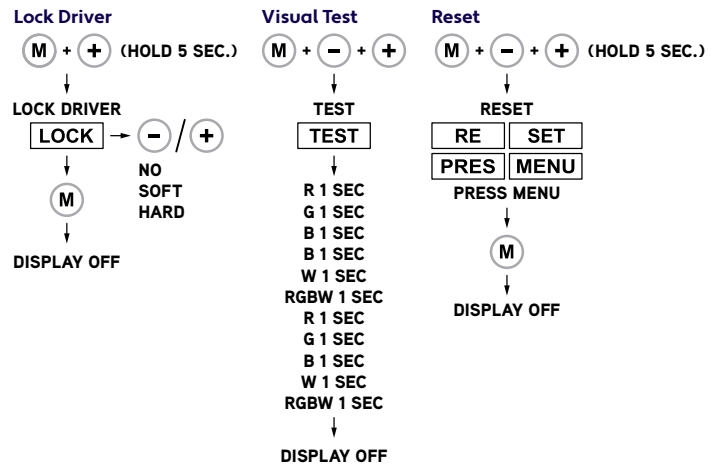 Lock Driver
M + + (HOLD 5 SEC.)
LOCK DRIVER
LOCK
− / +
NO
SOFT
HARD
M
DISPLAY OFF
Visual Test
M + − + +
TEST
TEST
R 1 SEC
G 1 SEC
B 1 SEC
B 1 SEC
W 1 SEC
RGBW 1 SEC
R 1 SEC
G 1 SEC
B 1 SEC
W 1 SEC
RGBW 1 SEC
DISPLAY OFF
Reset
M + − + + (HOLD 5 SEC.)
RESET
RE SET
PRES MENU
PRESS MENU
M
DISPLAY OFF